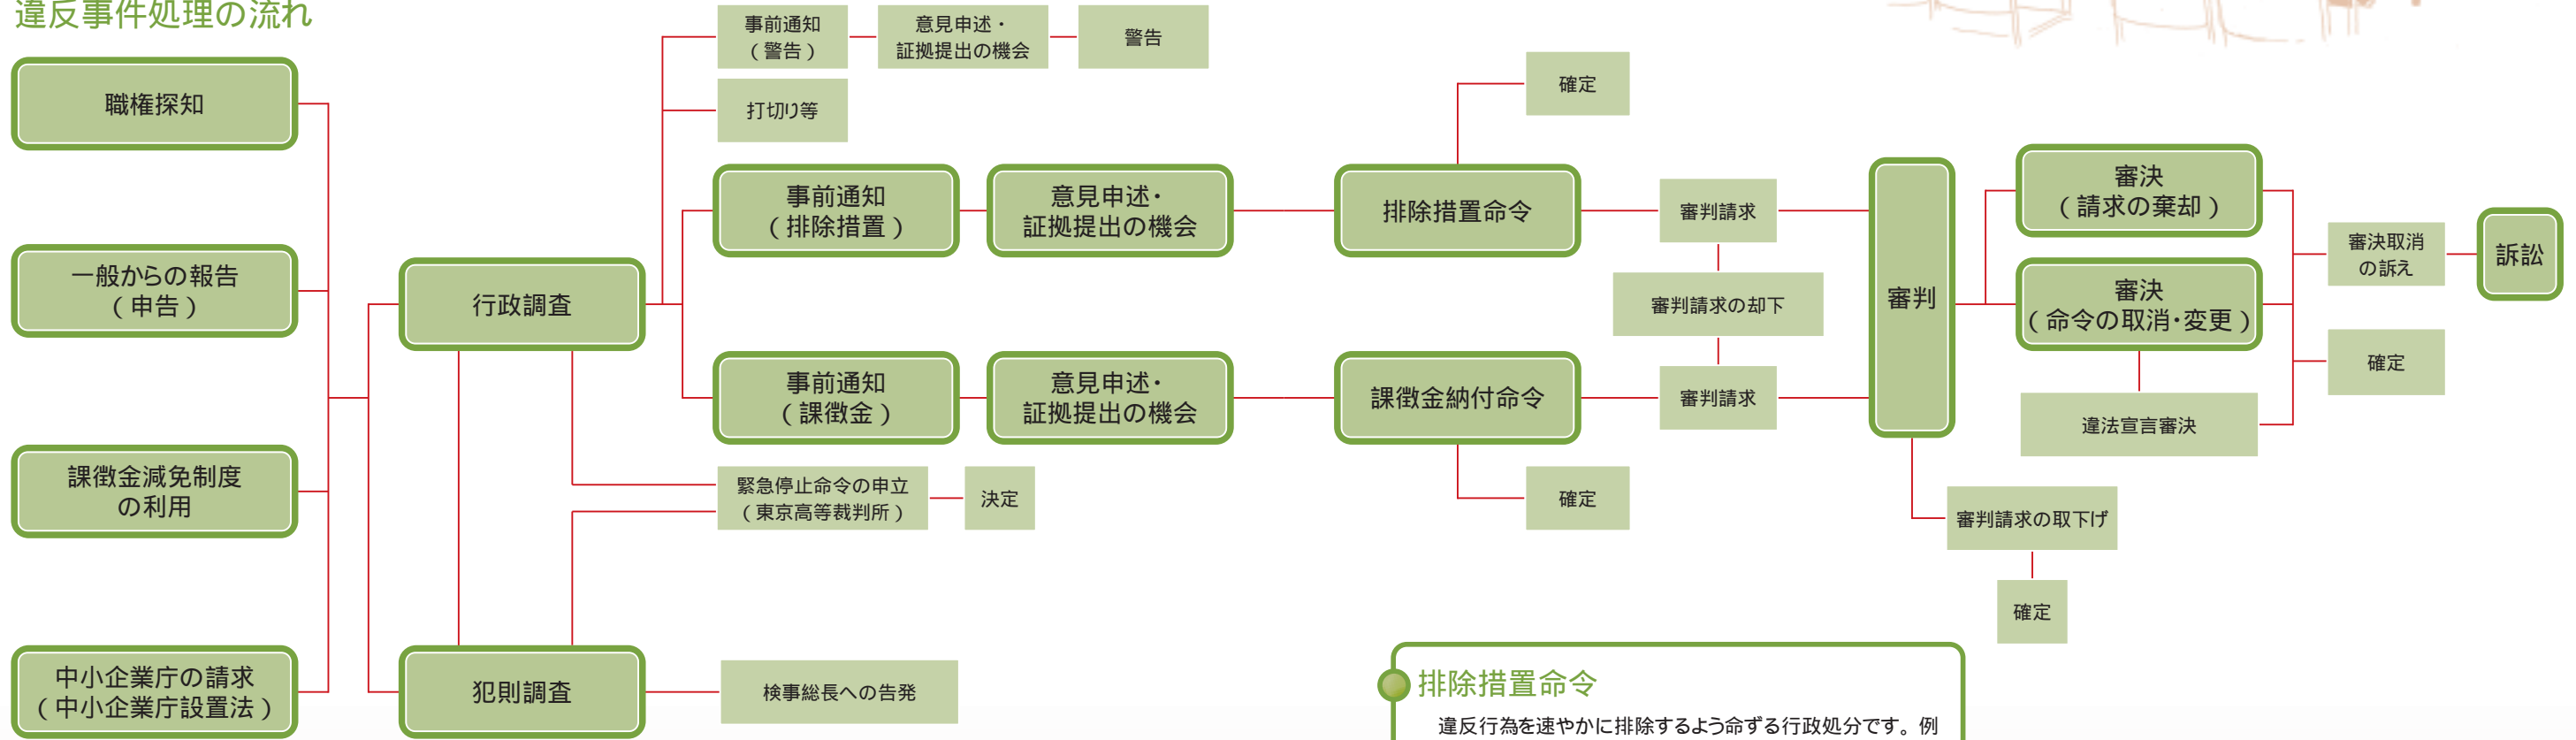 違反事件処理の流れ
職権探知
一般からの報告
(申告)
課徴金減免制度
の利用
中小企業庁の請求
(中小企業庁設置法)
行政調査
犯則調査
事前通知
(警告)
意見申述・
証拠提出の機会
警告
打切り等
事前通知
(排除措置)
意見申述・
証拠提出の機会
事前通知
(課徴金)
意見申述・
証拠提出の機会
緊急停止命令の申立
(東京高等裁判所)
決定
検事総長への告発
確定
排除措置命令
審判請求
審判請求の却下
課徴金納付命令
審判請求
確定
審判
審決
(請求の棄却)
審決
(命令の取消・変更)
違法宣言審決
審決取消
の訴え
訴訟
確定
審判請求の取下げ
確定
排除措置命令
違反行為を速やかに排除するよう命ずる行政処分です。例